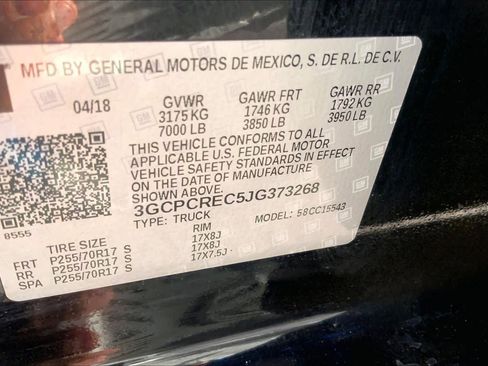 MFD BY GENERAL MOTORS DE MEXICO, S. DE R.L. DE C.V.
04/18 GVWR GAWR FRT GAWR RR
3175 KG 1746 KG 1792 KG
7000 LB 3850 LB 3950 LB
THIS VEHICLE CONFORMS TO ALL
APPLICABLE U.S. FEDERAL MOTOR
VEHICLE SAFETY STANDARDS IN EFFECT
ON THE DATE OF MANUFACTURE
SHOWN ABOVE.
3GCPCREC5JG373268
TYPE: TRUCK MODEL: 58CC15543
8555
TIRE SIZE RIM
FRT P255/70R17 S 17X8J
RR P255/70R17 S 17X8J
SPA P255/70R17 S 17X7.5J
GM